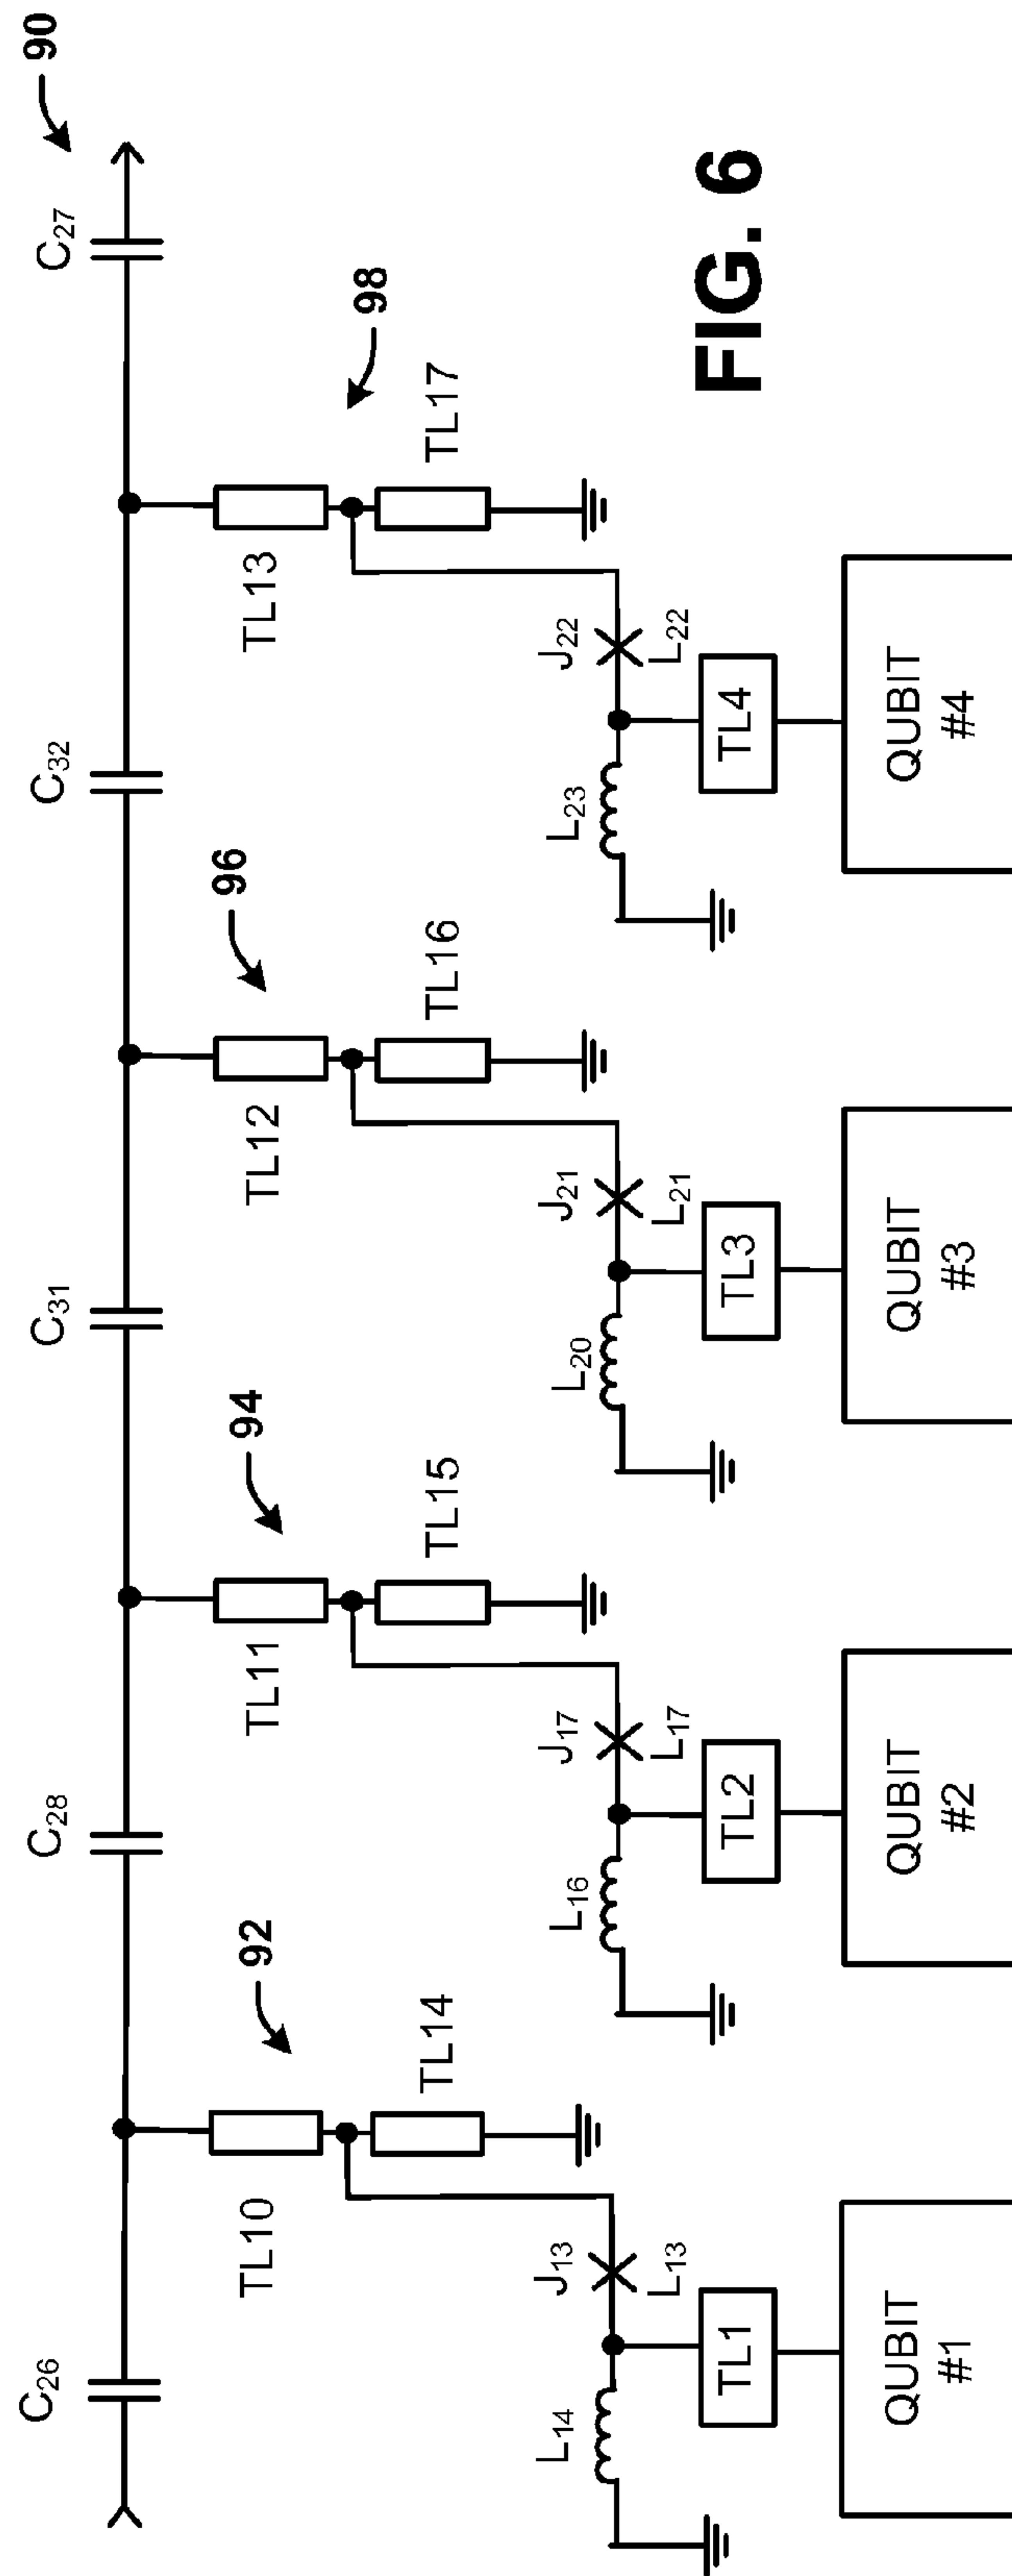 90
C26
C28
C31
C32
C27
92
94
96
98
TL10
TL14
TL11
TL15
TL12
TL16
TL13
TL17
L14
J13
L13
L16
J17
L17
L20
J21
L21
L23
J22
L22
TL1
TL2
TL3
TL4
QUBIT
#1
QUBIT
#2
QUBIT
#3
QUBIT
#4
FIG. 6